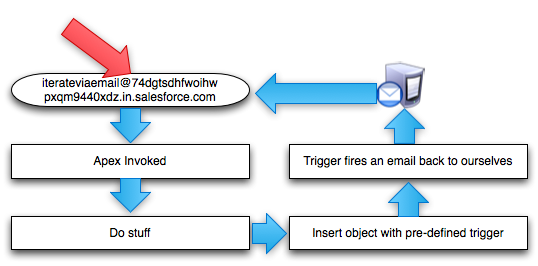 iterateviaemail@74dgtsdhfwoihw
pxqm9440xdz.in.salesforce.com
Apex Invoked
Trigger fires an email back to ourselves
Do stuff
Insert object with pre-defined trigger